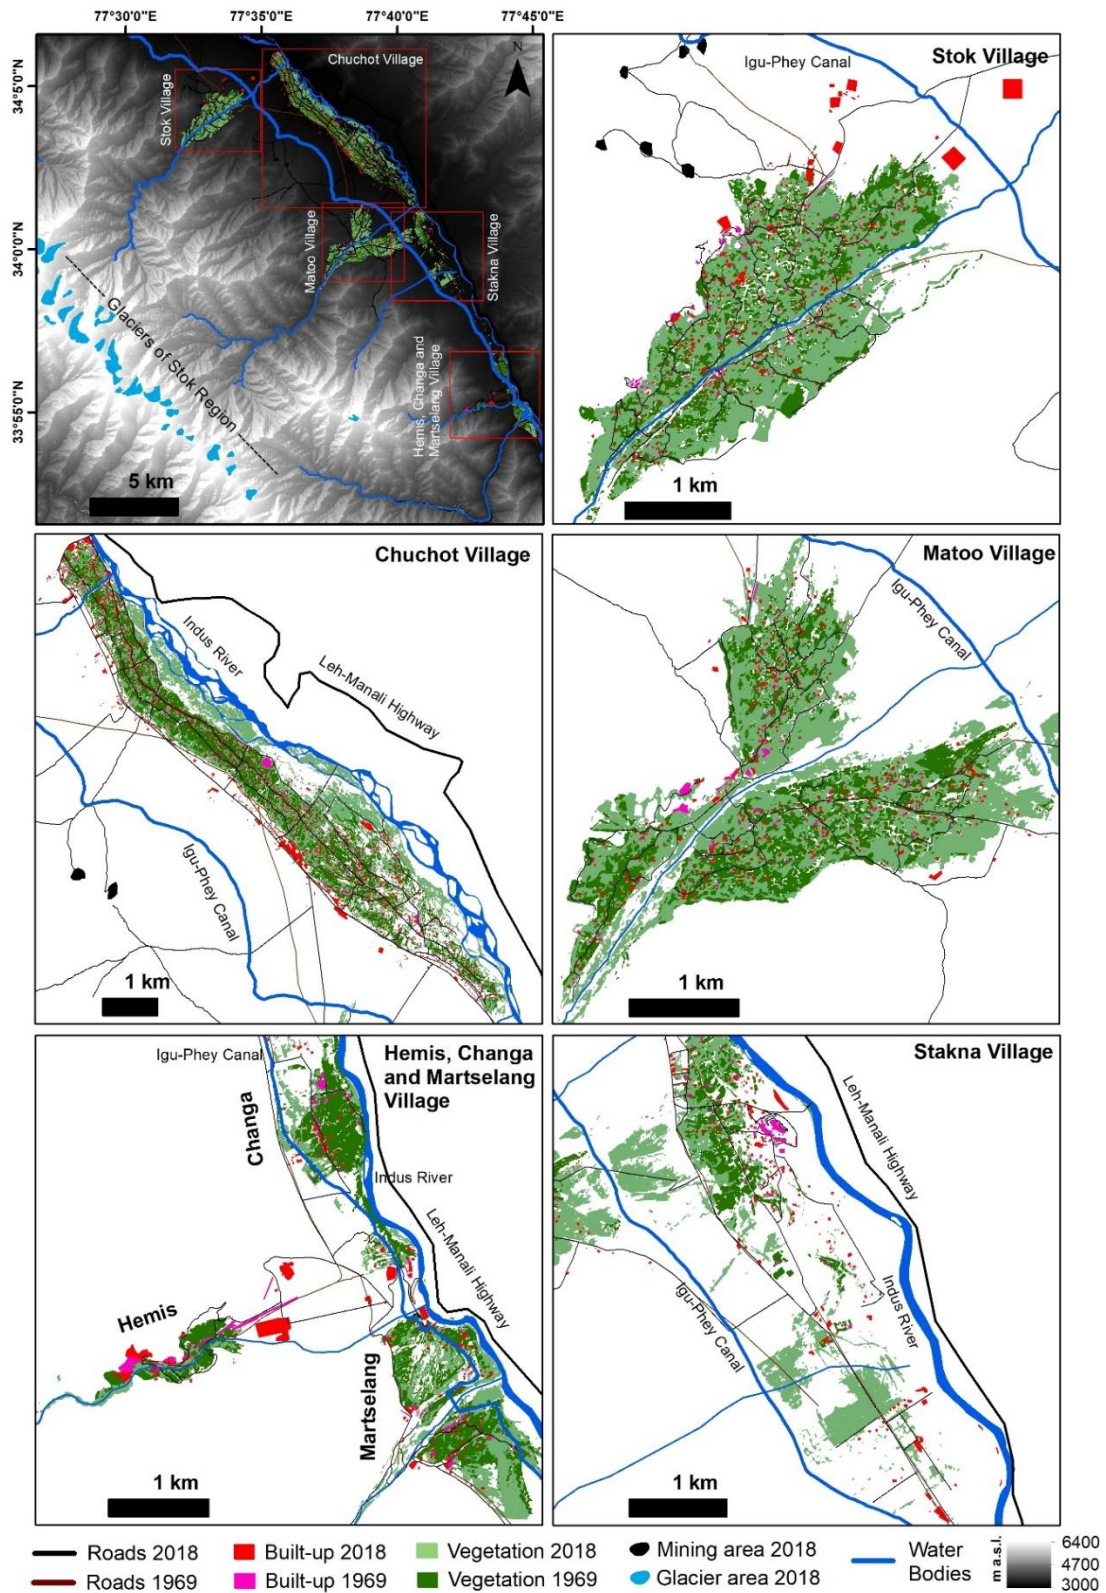 77°30'0"E 77°35'0"E 77°40'0"E 77°45'0"E
34°5'0"N
34°0'0"N
33°55'0"N
N
Chuchot Village
Stok Village
Matoo Village
Stakna Village
Hemis, Changa and
Martselang Village
Glaciers of Stok Region
5 km
Stok Village
Igu-Phey Canal
1 km
Chuchot Village
Indus River
Leh-Manali Highway
Igu-Phey Canal
1 km
Matoo Village
Igu-Phey Canal
1 km
Hemis, Changa
and Martselang
Village
Igu-Phey Canal
Changa
Indus River
Leh-Manali Highway
Hemis
Martselang
1 km
Stakna Village
Leh-Manali Highway
Indus River
Igu-Phey Canal
1 km
Roads 2018 Built-up 2018 Vegetation 2018 Mining area 2018 Water
Bodies
Roads 1969 Built-up 1969 Vegetation 1969 Glacier area 2018
m a.s.l.
6400
4700
3000